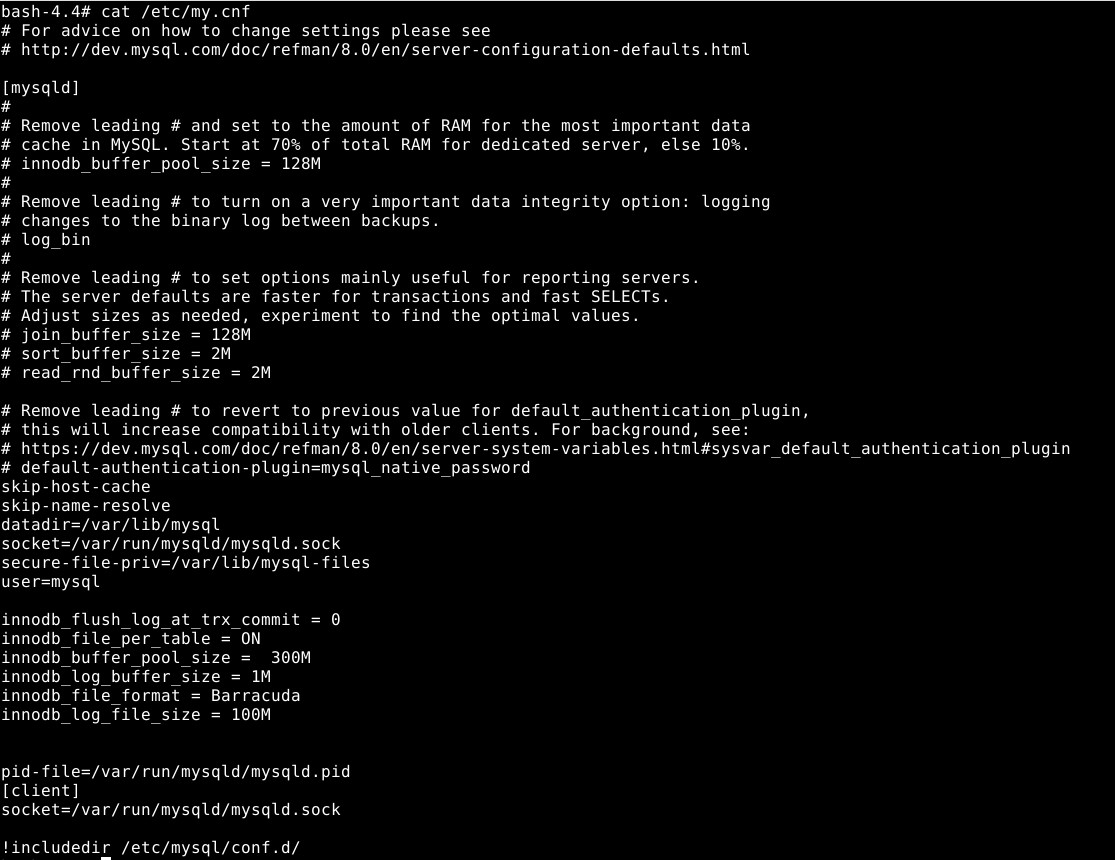 bash-4.4# cat /etc/my.cnf
# For advice on how to change settings please see
# http://dev.mysql.com/doc/refman/8.0/en/server-configuration-defaults.html

[mysqld]
#
# Remove leading # and set to the amount of RAM for the most important data
# cache in MySQL. Start at 70% of total RAM for dedicated server, else 10%.
# innodb_buffer_pool_size = 128M
#
# Remove leading # to turn on a very important data integrity option: logging
# changes to the binary log between backups.
# log_bin
#
# Remove leading # to set options mainly useful for reporting servers.
# The server defaults are faster for transactions and fast SELECTs.
# Adjust sizes as needed, experiment to find the optimal values.
# join_buffer_size = 128M
# sort_buffer_size = 2M
# read_rnd_buffer_size = 2M

# Remove leading # to revert to previous value for default_authentication_plugin,
# this will increase compatibility with older clients. For background, see:
# https://dev.mysql.com/doc/refman/8.0/en/server-system-variables.html#sysvar_default_authentication_plugin
# default-authentication-plugin=mysql_native_password
skip-host-cache
skip-name-resolve
datadir=/var/lib/mysql
socket=/var/run/mysqld/mysqld.sock
secure-file-priv=/var/lib/mysql-files
user=mysql

innodb_flush_log_at_trx_commit = 0
innodb_file_per_table = ON
innodb_buffer_pool_size =  300M
innodb_log_buffer_size = 1M
innodb_file_format = Barracuda
innodb_log_file_size = 100M


pid-file=/var/run/mysqld/mysqld.pid
[client]
socket=/var/run/mysqld/mysqld.sock

!includedir /etc/mysql/conf.d/